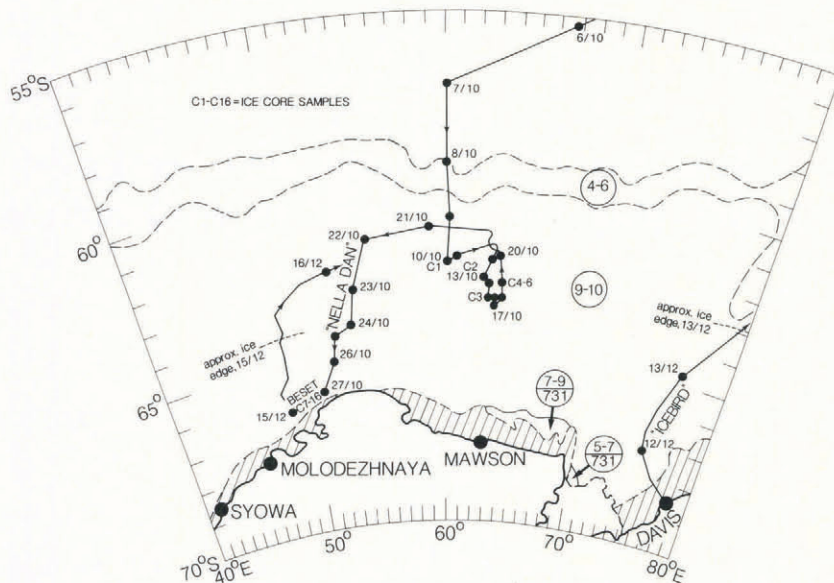 6/10
55°S
7/10
C1-C16 = ICE CORE SAMPLES
8/10
4-6
21/10
22/10
60°
10/10
C1
C2
20/10
16/12
"NELLA DAN"
13/10
C4-6
23/10
C3
9-10
17/10
24/10
approx. ice
edge, 13/12
approx. ice
edge, 15/12
26/10
13/12
27/10
65°
BESET
C7-16
7-9
731
"ICEBIRD"
15/12
12/12
5-7
731
MAWSON
MOLODEZHNAYA
SYOWA
DAVIS
70°S
40°E
50°
60°
70°
80°E